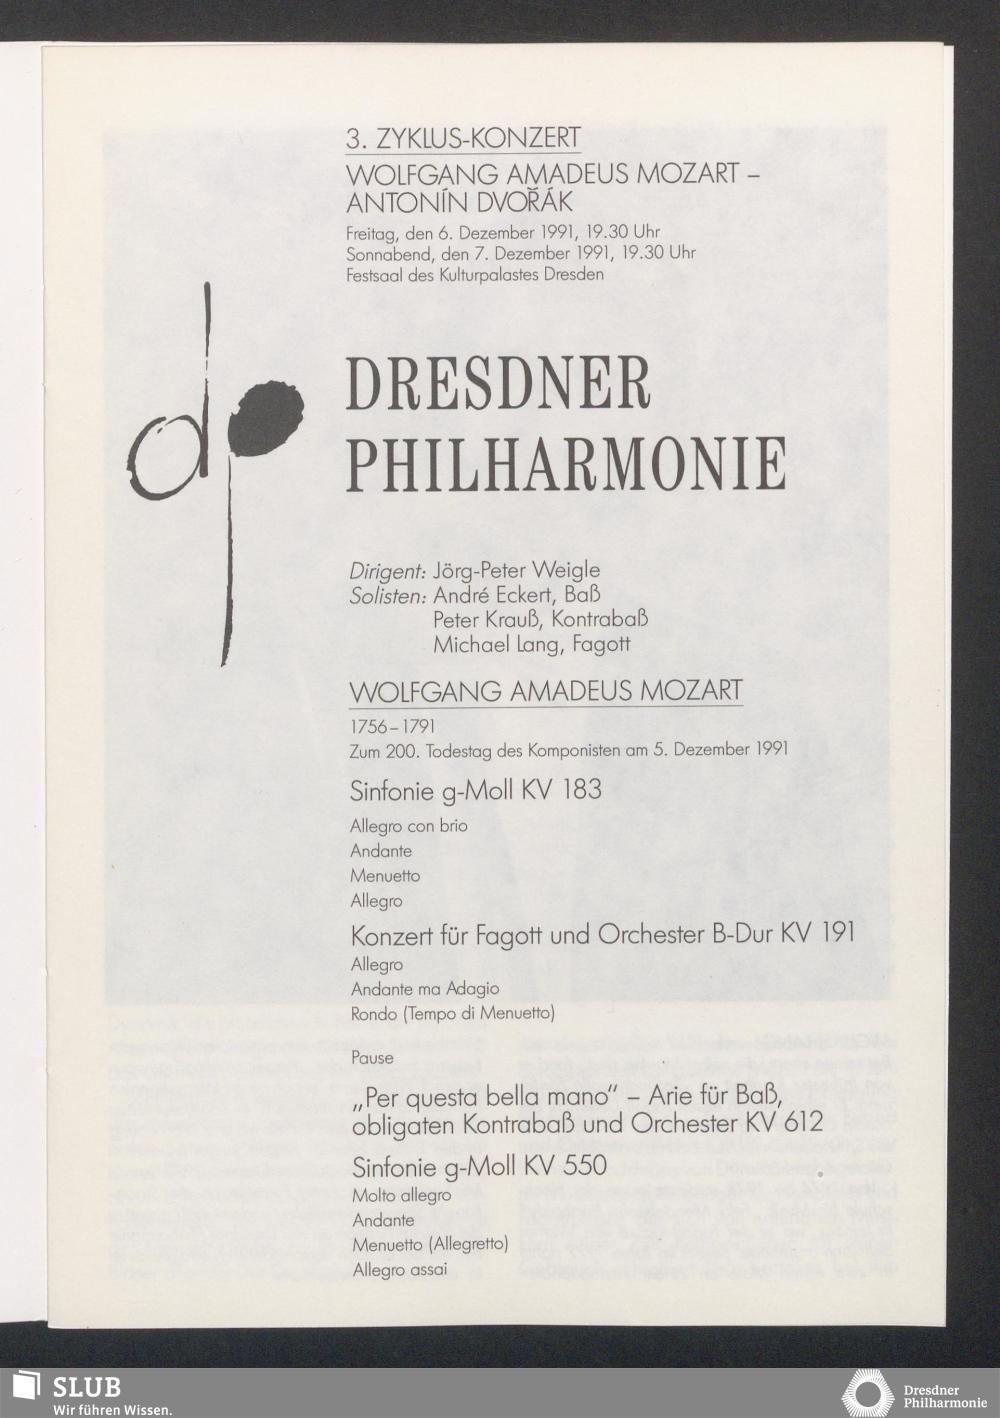 3. ZYKLUS-KONZERT
WOLFGANG AMADEUS MOZART –
ANTONÍN DVOŘÁK
Freitag, den 6. Dezember 1991, 19.30 Uhr
Sonnabend, den 7. Dezember 1991, 19.30 Uhr
Festsaal des Kulturpalastes Dresden
dp
DRESDNER
PHILHARMONIE
Dirigent: Jörg-Peter Weigle
Solisten: André Eckert, Baß
Peter Krauß, Kontrabaß
Michael Lang, Fagott
WOLFGANG AMADEUS MOZART
1756–1791
Zum 200. Todestag des Komponisten am 5. Dezember 1991
Sinfonie g-Moll KV 183
Allegro con brio
Andante
Menuetto
Allegro
Konzert für Fagott und Orchester B-Dur KV 191
Allegro
Andante ma Adagio
Rondo (Tempo di Menuetto)
Pause
„Per questa bella mano“ – Arie für Baß,
obligaten Kontrabaß und Orchester KV 612
Sinfonie g-Moll KV 550
Molto allegro
Andante
Menuetto (Allegretto)
Allegro assai
SLUB
Wir führen Wissen.
Dresdner
Philharmonie